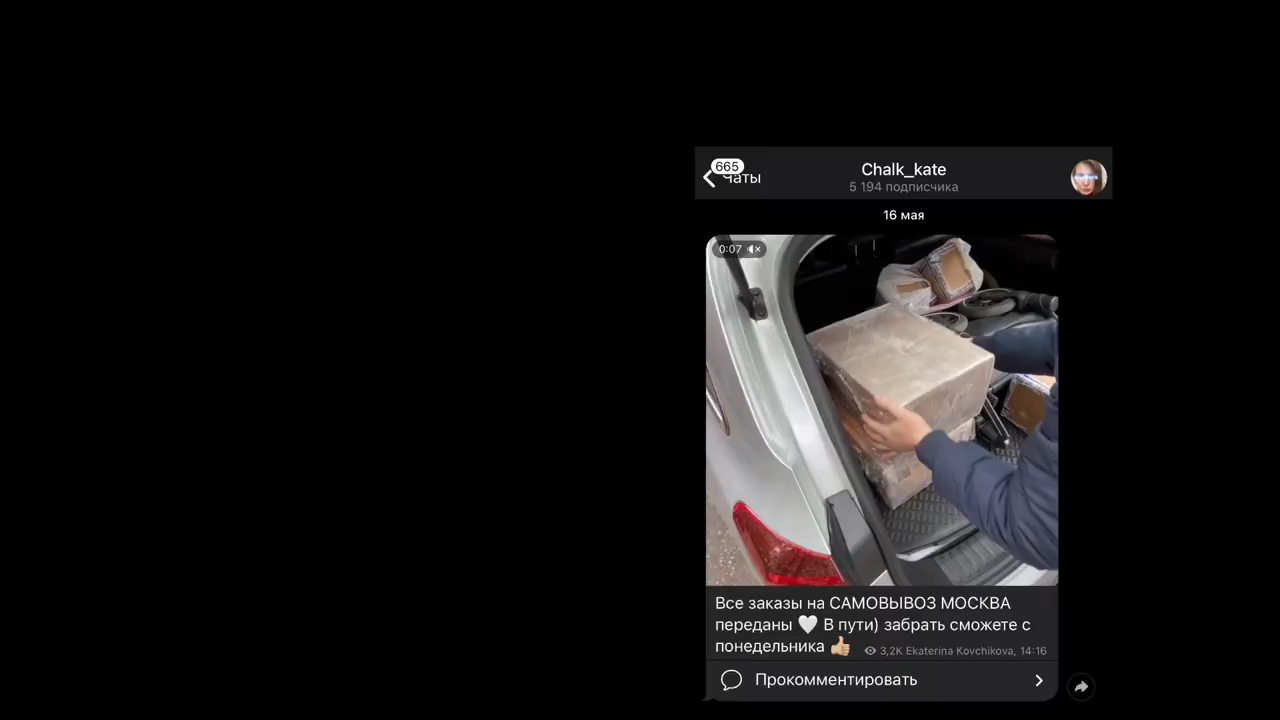 665
Чаты
Chalk_kate
5 194 подписчика
16 мая
0:07
Все заказы на САМОВЫВОЗ МОСКВА
переданы 🤍 В пути) забрать сможете с
понедельника 👍🏼
3,2K Ekaterina Kovchikova, 14:16
Прокомментировать